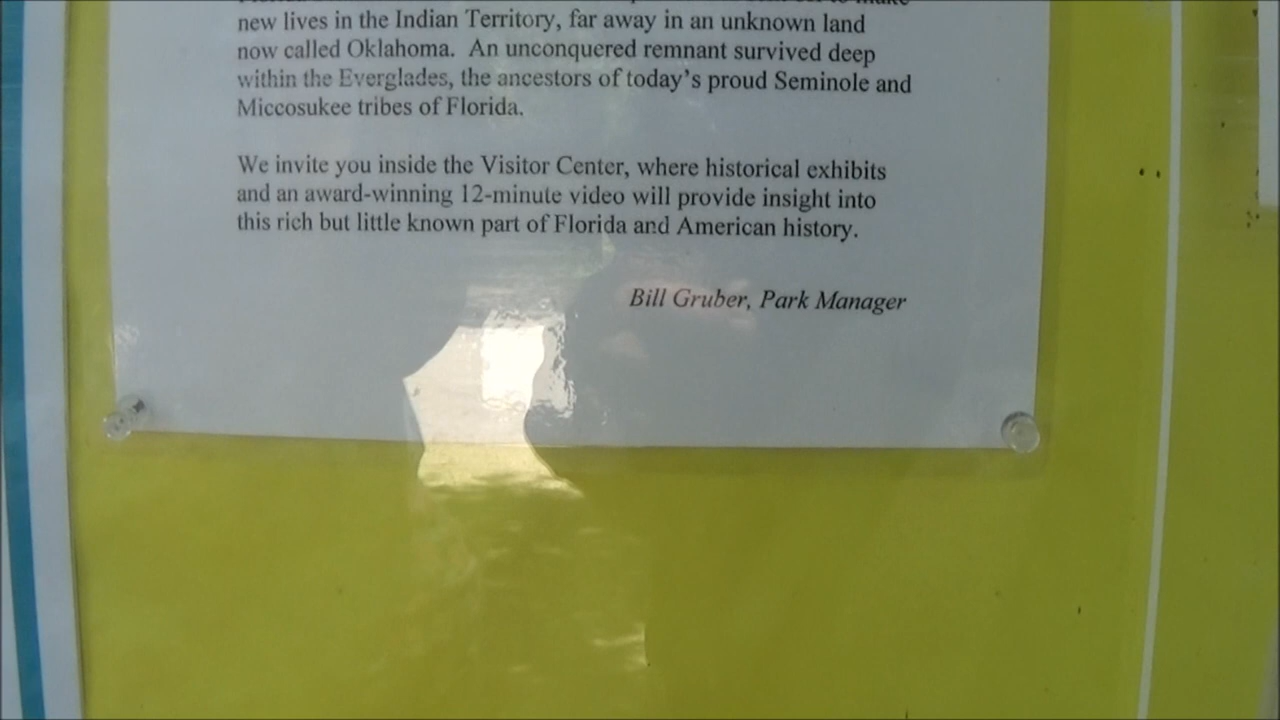 new lives in the Indian Territory, far away in an unknown land
now called Oklahoma.  An unconquered remnant survived deep
within the Everglades, the ancestors of today's proud Seminole and
Miccosukee tribes of Florida.
We invite you inside the Visitor Center, where historical exhibits
and an award-winning 12-minute video will provide insight into
this rich but little known part of Florida and American history.
Bill Gruber, Park Manager